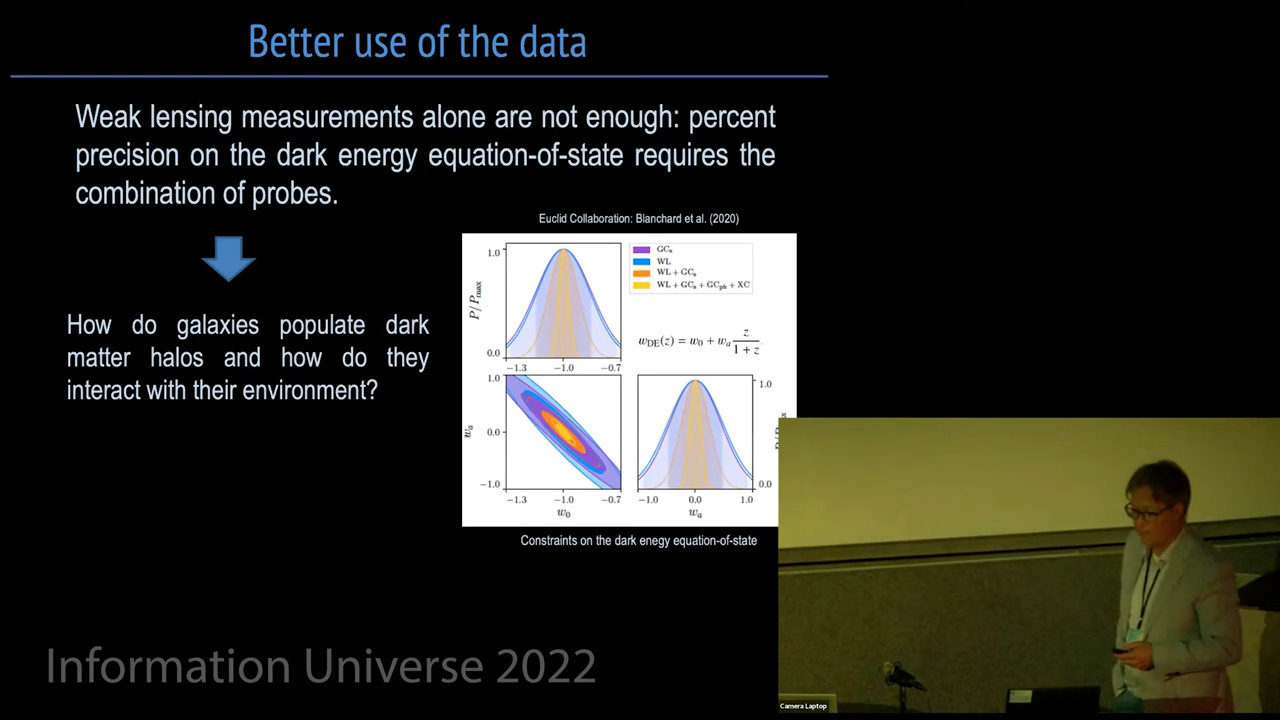 Better use of the data
Weak lensing measurements alone are not enough: percent
precision on the dark energy equation-of-state requires the
combination of probes.
Euclid Collaboration: Blanchard et al. (2020)
How do galaxies populate dark
matter halos and how do they
interact with their environment?
1.0
P/Pmax
0.0
−1.3 −1.0 −0.7
GCs
WL
WL + GCs
WL + GCs + GCph + XC
wDE(z) = w0 + wa z/(1 + z)
1.0
wa
0.0
−1.0
−1.3 −1.0 −0.7
w0
1.0
0.0
−1.0 0.0 1.0
wa
Constraints on the dark enegy equation-of-state
Information Universe 2022
Camera Laptop